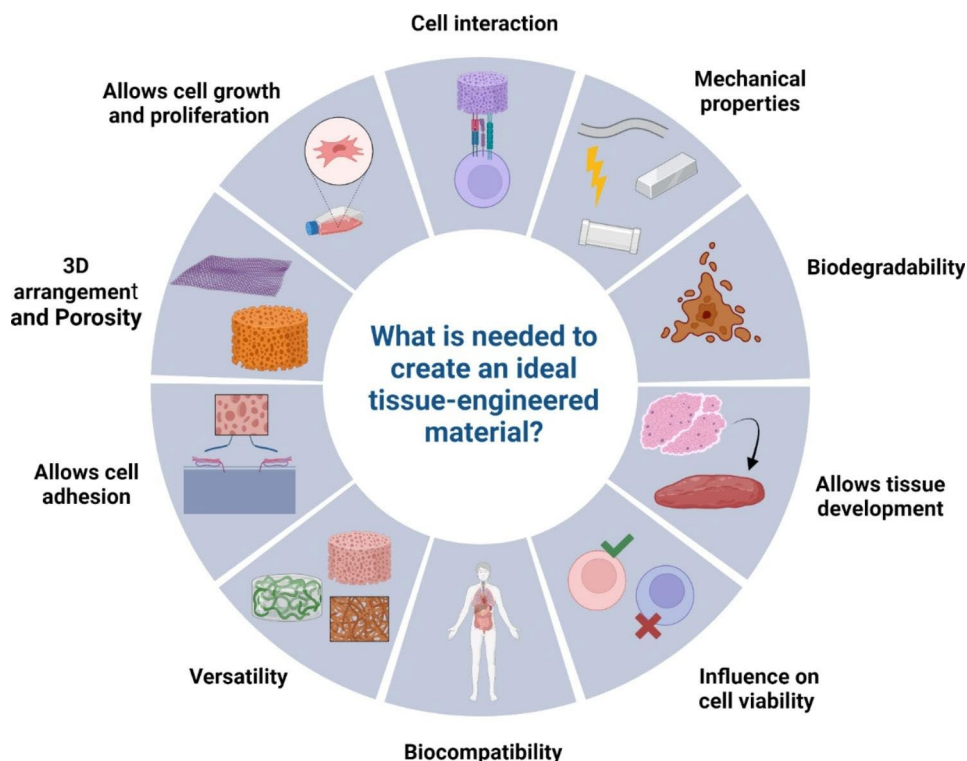 Cell interaction
Mechanical
properties
Biodegradability
Allows tissue
development
Influence on
cell viability
Biocompatibility
Versatility
Allows cell
adhesion
3D
arrangement
and Porosity
Allows cell growth
and proliferation
What is needed to
create an ideal
tissue-engineered
material?